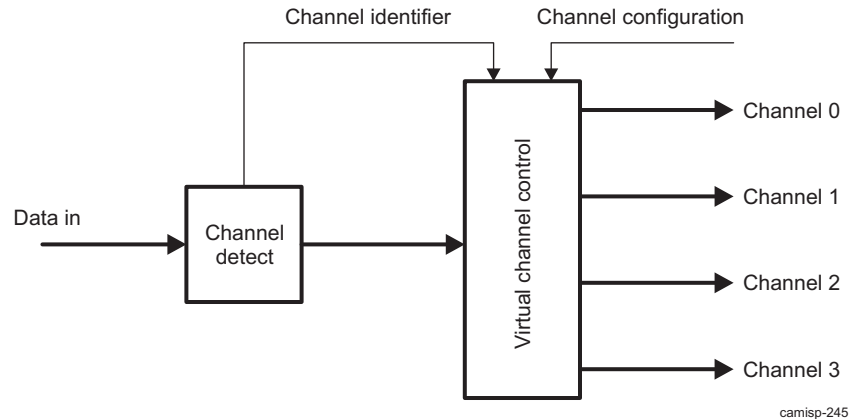 Channel identifier
Channel configuration
Channel 0
Channel 1
Data in
Channel
detect
Virtual channel control
Channel 2
Channel 3
camisp-245